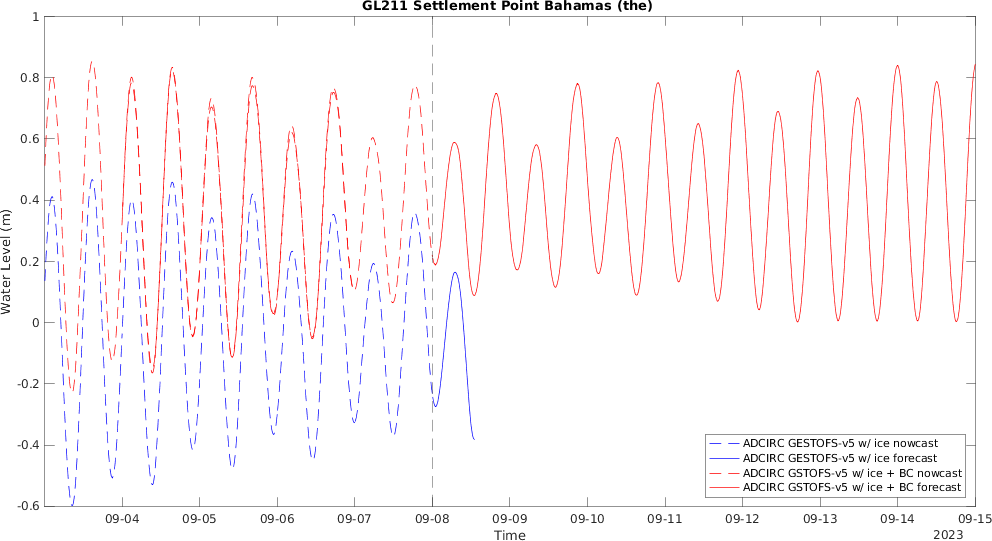 GL211 Settlement Point Bahamas (the)
1
0.8
0.6
0.4
0.2
0
-0.2
-0.4
-0.6
Water Level (m)
ADCIRC GESTOFS-v5 w/ ice nowcast
ADCIRC GESTOFS-v5 w/ ice forecast
ADCIRC GSTOFS-v5 w/ ice + BC nowcast
ADCIRC GSTOFS-v5 w/ ice + BC forecast
09-04 09-05 09-06 09-07 09-08 09-09 09-10 09-11 09-12 09-13 09-14 09-15
Time
2023